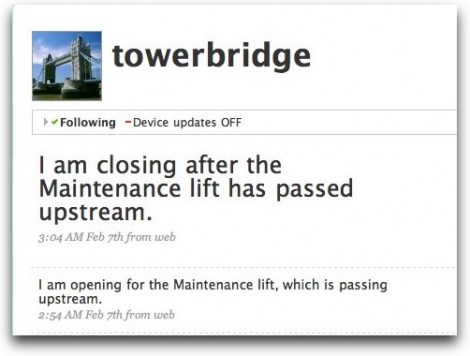 towerbridge
Following Device updates OFF
I am closing after the
Maintenance lift has passed
upstream.
3:04 AM Feb 7th from web
I am opening for the Maintenance lift, which is passing
upstream.
2:54 AM Feb 7th from web